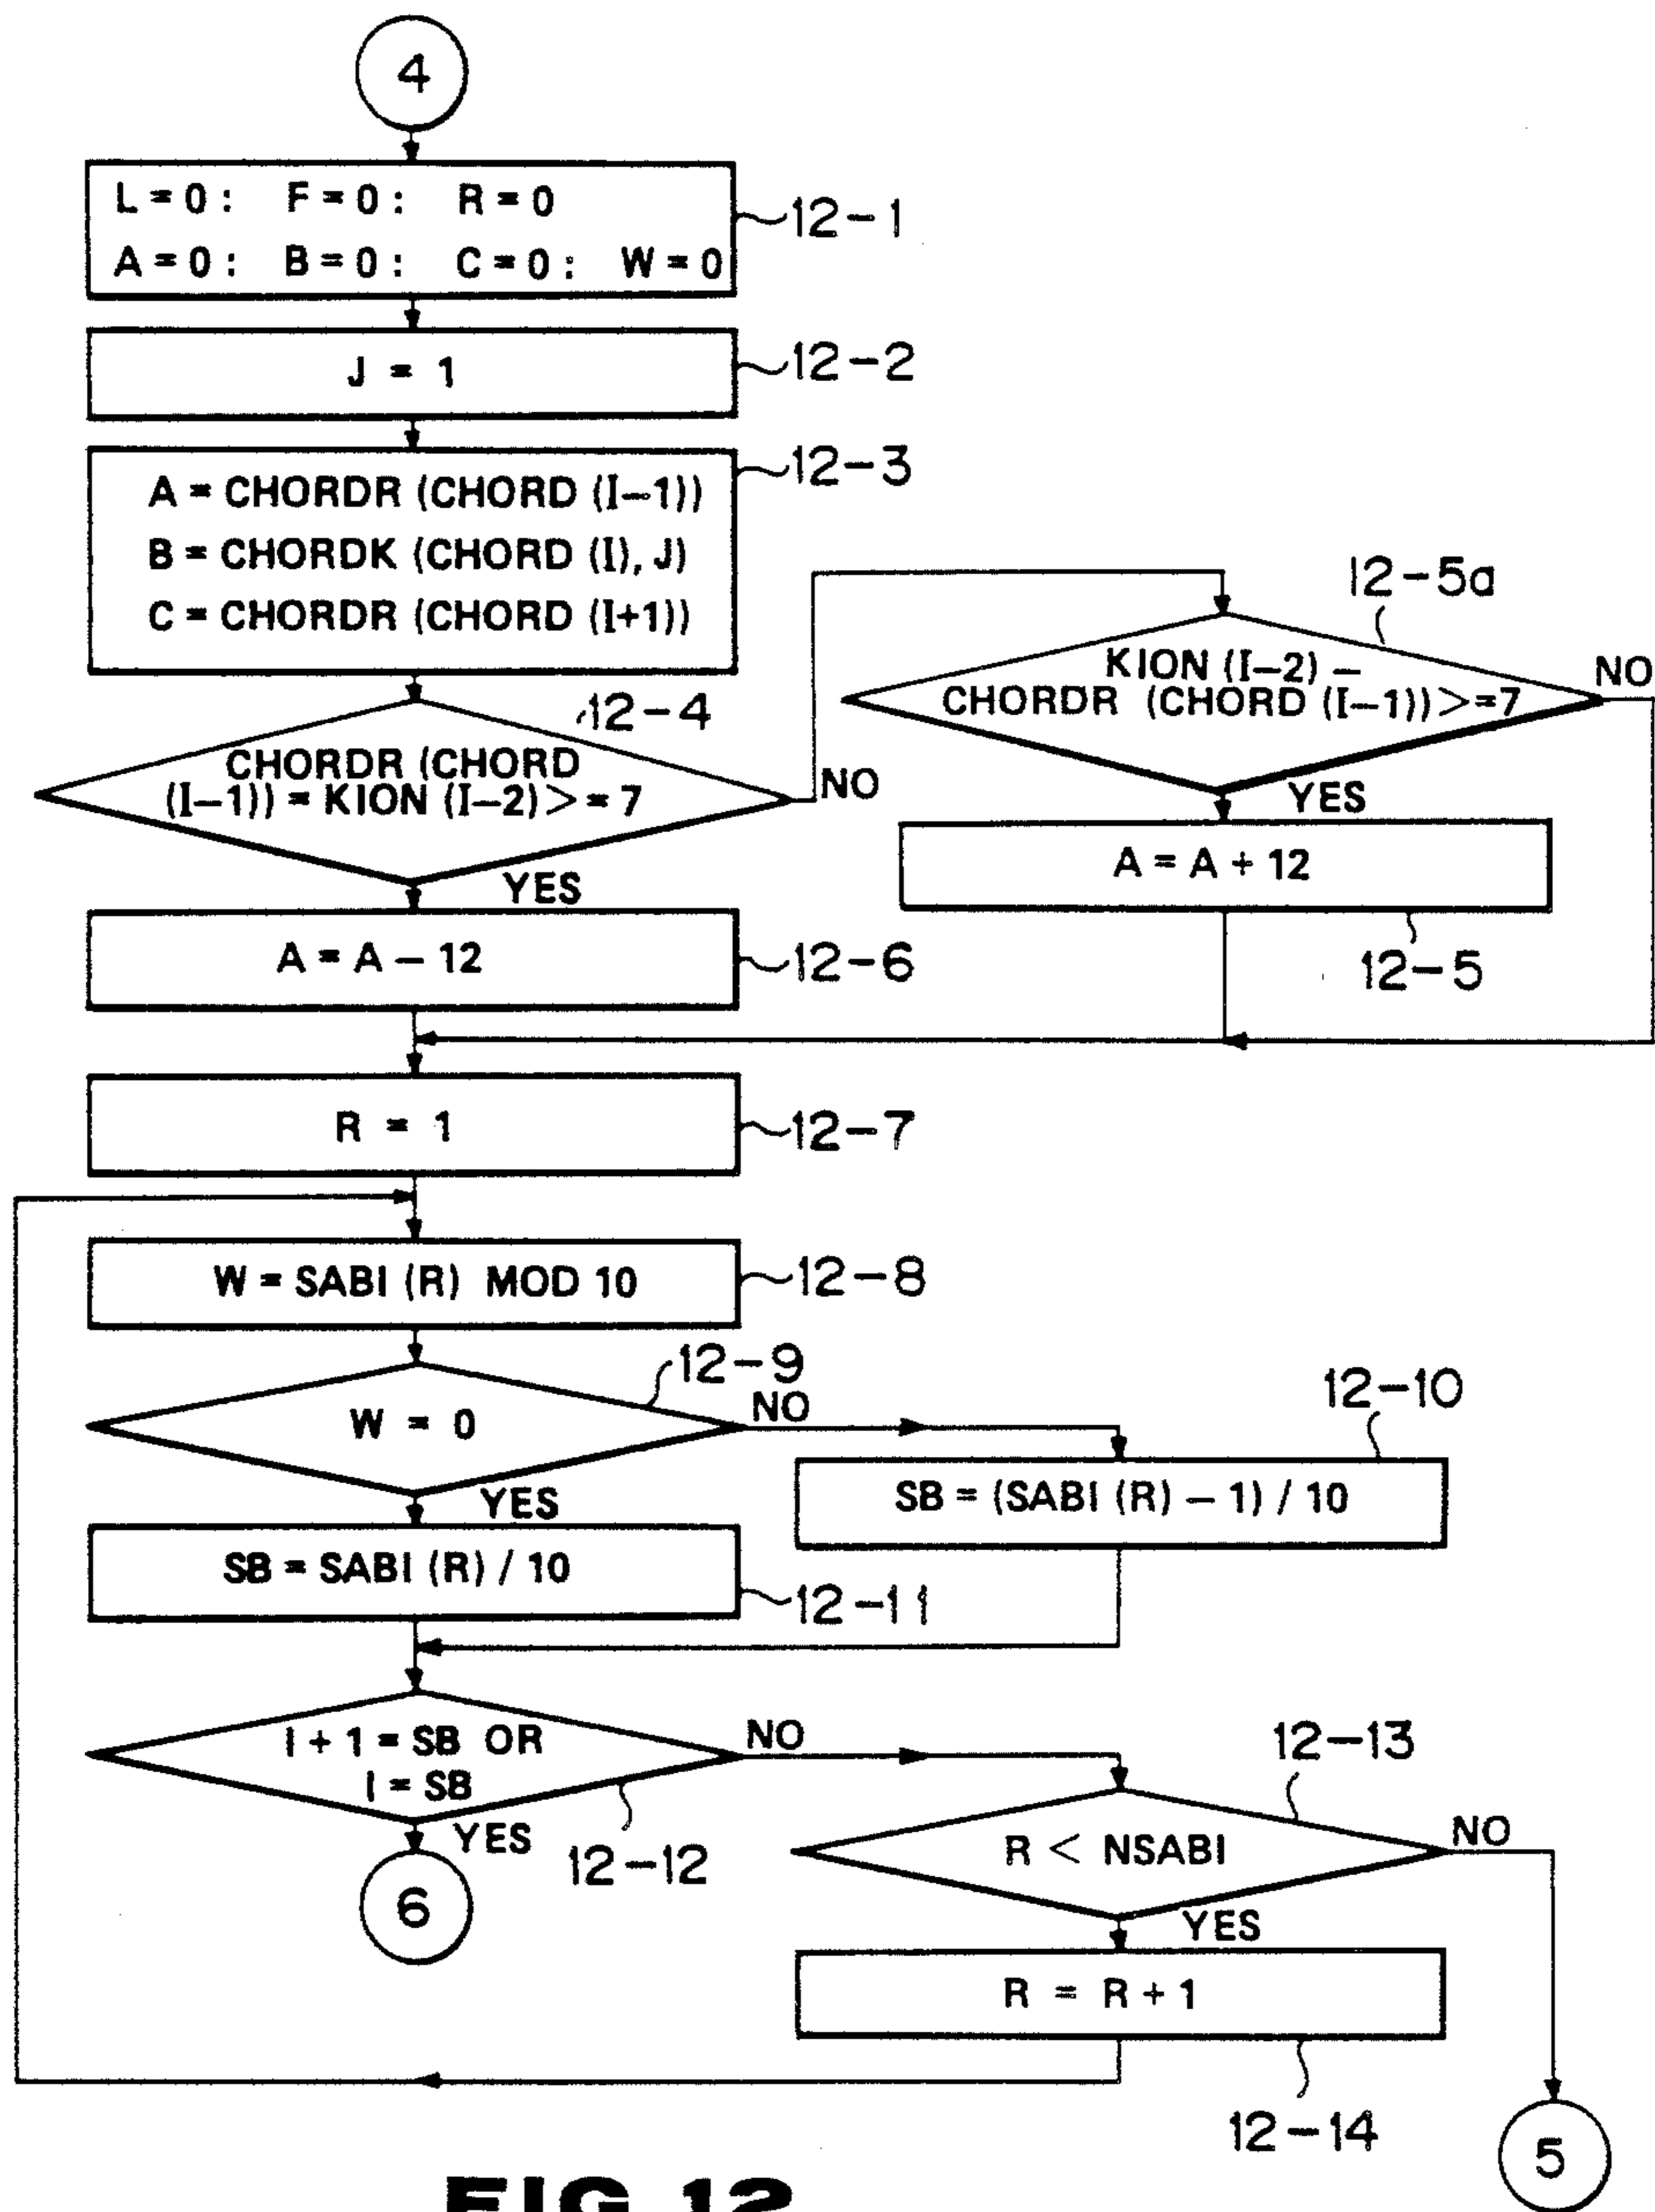 4
L = 0 : F = 0 : R = 0
A = 0 : B = 0 : C = 0 : W = 0
12-1
J = 1
12-2
A = CHORDR (CHORD (I-1))
B = CHORDK (CHORD (I), J)
C = CHORDR (CHORD (I+1))
12-3
CHORDR (CHORD
(I-1)) = KION (I-2) >= 7
12-4
NO
YES
KION (I-2) -
CHORDR (CHORD (I-1)) >= 7
12-5a
NO
YES
A = A + 12
12-5
A = A - 12
12-6
R = 1
12-7
W = SABI (R) MOD 10
12-8
W = 0
12-9
NO
YES
SB = (SABI (R) - 1) / 10
12-10
SB = SABI (R) / 10
12-11
I + 1 = SB OR
I = SB
12-12
NO
YES
6
R < NSABI
12-13
NO
YES
R = R + 1
12-14
5
FIG. 12